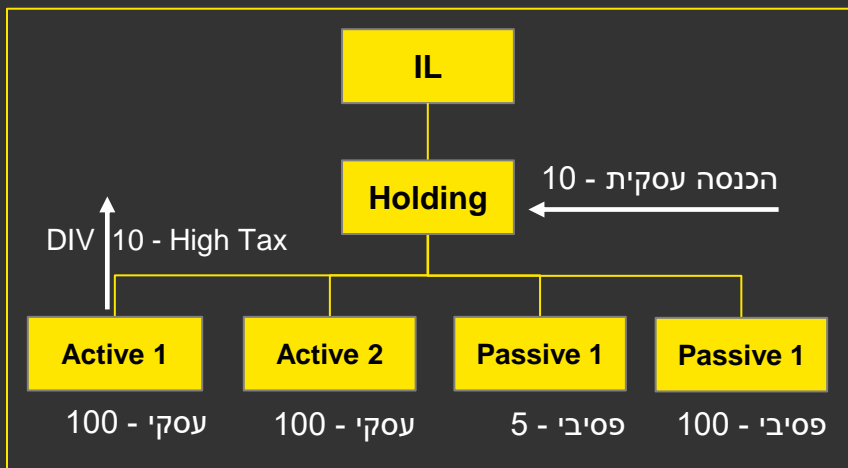 IL
Holding
הכנסה עסקית - 10
DIV 10 - High Tax
Active 1
Active 2
Passive 1
Passive 1
עסקי - 100
עסקי - 100
פסיבי - 5
פסיבי - 100